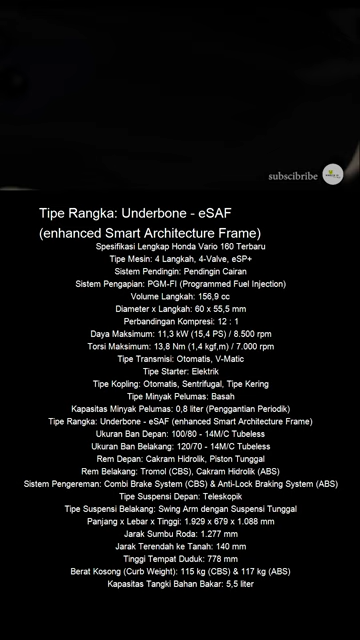 subscibribe
Tipe Rangka: Underbone - eSAF
(enhanced Smart Architecture Frame)
Spesifikasi Lengkap Honda Vario 160 Terbaru
Tipe Mesin: 4 Langkah, 4-Valve, eSP+
Sistem Pendingin: Pendingin Cairan
Sistem Pengapian: PGM-FI (Programmed Fuel Injection)
Volume Langkah: 156,9 cc
Diameter x Langkah: 60 x 55,5 mm
Perbandingan Kompresi: 12 : 1
Daya Maksimum: 11,3 kW (15,4 PS) / 8.500 rpm
Torsi Maksimum: 13,8 Nm (1,4 kgf,m) / 7.000 rpm
Tipe Transmisi: Otomatis, V-Matic
Tipe Starter: Elektrik
Tipe Kopling: Otomatis, Sentrifugal, Tipe Kering
Tipe Minyak Pelumas: Basah
Kapasitas Minyak Pelumas: 0,8 liter (Penggantian Periodik)
Tipe Rangka: Underbone - eSAF (enhanced Smart Architecture Frame)
Ukuran Ban Depan: 100/80 - 14M/C Tubeless
Ukuran Ban Belakang: 120/70 - 14M/C Tubeless
Rem Depan: Cakram Hidrolik, Piston Tunggal
Rem Belakang: Tromol (CBS), Cakram Hidrolik (ABS)
Sistem Pengereman: Combi Brake System (CBS) & Anti-Lock Braking System (ABS)
Tipe Suspensi Depan: Teleskopik
Tipe Suspensi Belakang: Swing Arm dengan Suspensi Tunggal
Panjang x Lebar x Tinggi: 1.929 x 679 x 1.088 mm
Jarak Sumbu Roda: 1.277 mm
Jarak Terendah ke Tanah: 140 mm
Tinggi Tempat Duduk: 778 mm
Berat Kosong (Curb Weight): 115 kg (CBS) & 117 kg (ABS)
Kapasitas Tangki Bahan Bakar: 5,5 liter